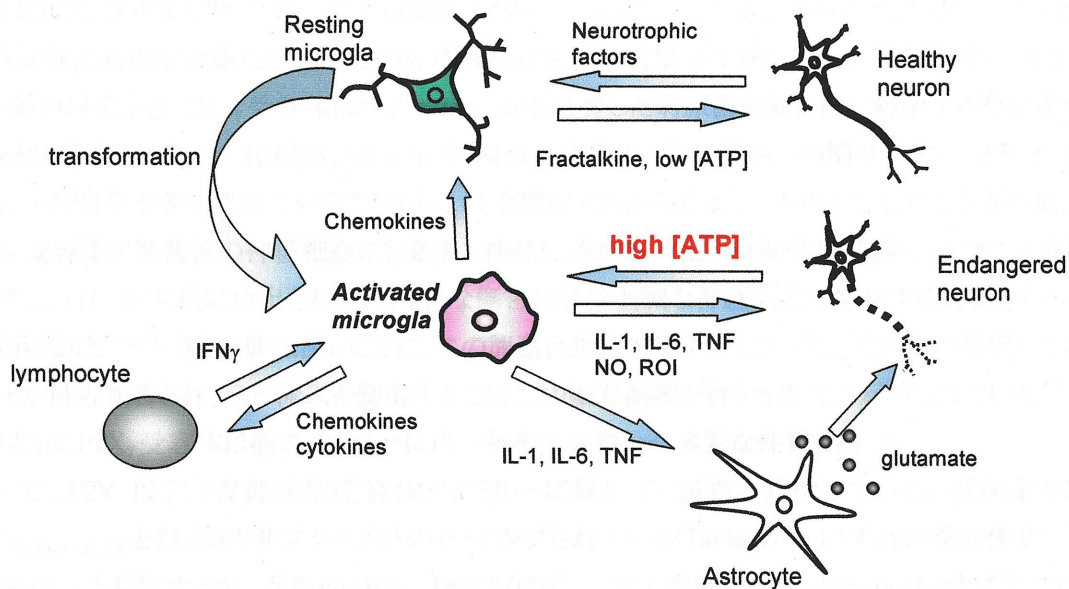 Resting
microgla
Neurotrophic
factors
Healthy
neuron
transformation
Fractalkine, low [ATP]
Chemokines
high [ATP]
Endangered
neuron
Activated
microgla
IFNγ
IL-1, IL-6, TNF
NO, ROI
lymphocyte
Chemokines
cytokines
IL-1, IL-6, TNF
glutamate
Astrocyte